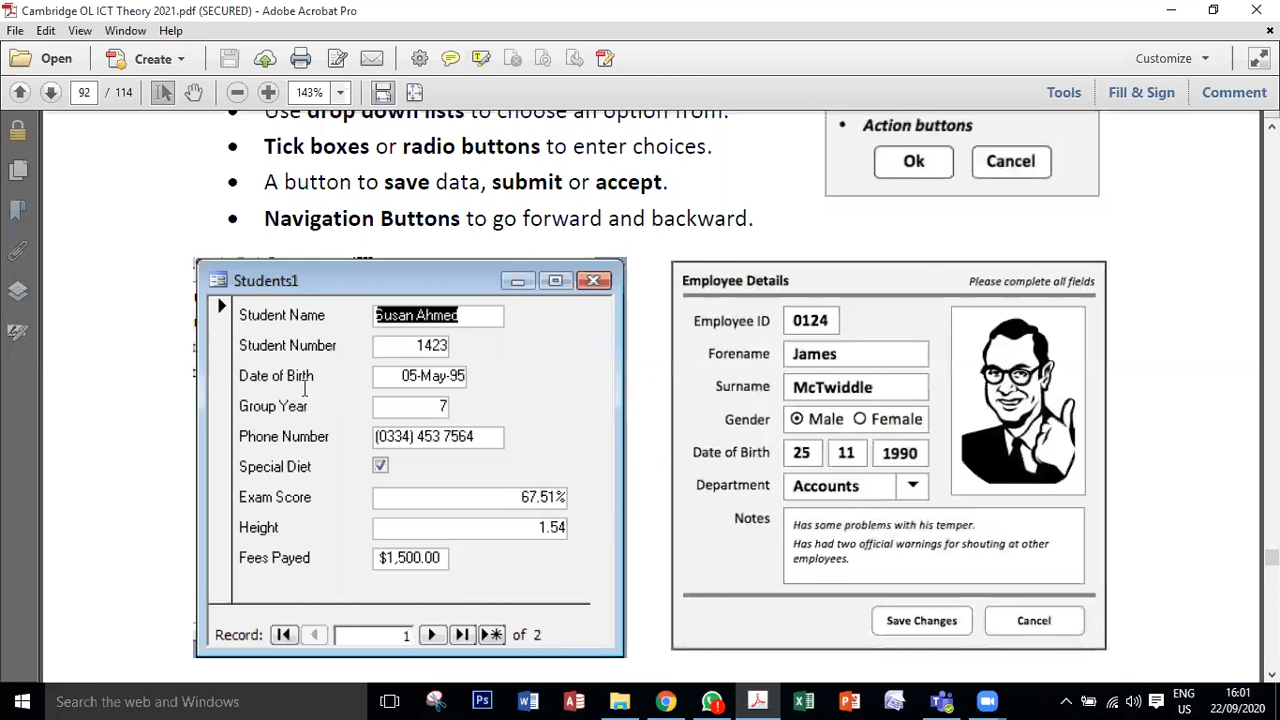 Cambridge OL ICT Theory 2021.pdf (SECURED) - Adobe Acrobat Pro
File Edit View Window Help
Open Create Customize
92 / 114 143% Tools Fill & Sign Comment
Use drop down lists to choose an option from.
• Tick boxes or radio buttons to enter choices.
• A button to save data, submit or accept.
• Navigation Buttons to go forward and backward.
• Action buttons
Ok Cancel
Students1
Student Name Susan Ahmed
Student Number 1423
Date of Birth 05-May-95
Group Year 7
Phone Number (0334) 453 7564
Special Diet
Exam Score 67.51%
Height 1.54
Fees Payed $1,500.00
Record: 1 of 2
Employee Details Please complete all fields
Employee ID 0124
Forename James
Surname McTwiddle
Gender Male Female
Date of Birth 25 11 1990
Department Accounts
Notes Has some problems with his temper.
Has had two official warnings for shouting at other
employees.
Save Changes Cancel
Search the web and Windows
ENG 16:01
US 22/09/2020